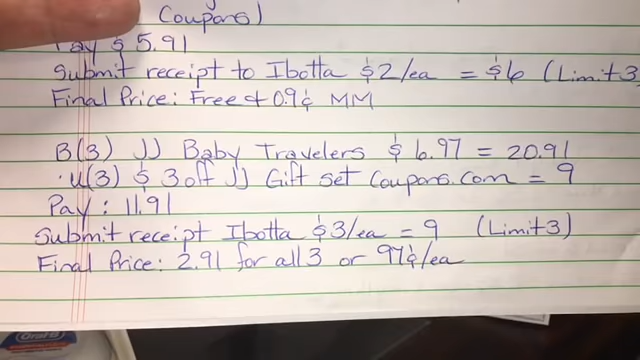 Coupons)
Pay $ 5.91
Submit receipt to Ibotta $2/ea = $6 (Limit 3
Final Price: Free + 0.9¢ MM
B(3) JJ Baby Travelers $6.97 = 20.91
·U(3) $3 off JJ Gift set Coupons.com = 9
Pay: 11.91
Submit receipt Ibotta $3/ea = 9 (Limit 3)
Final Price: 2.91 for all 3 or 97¢/ea
Oral-B